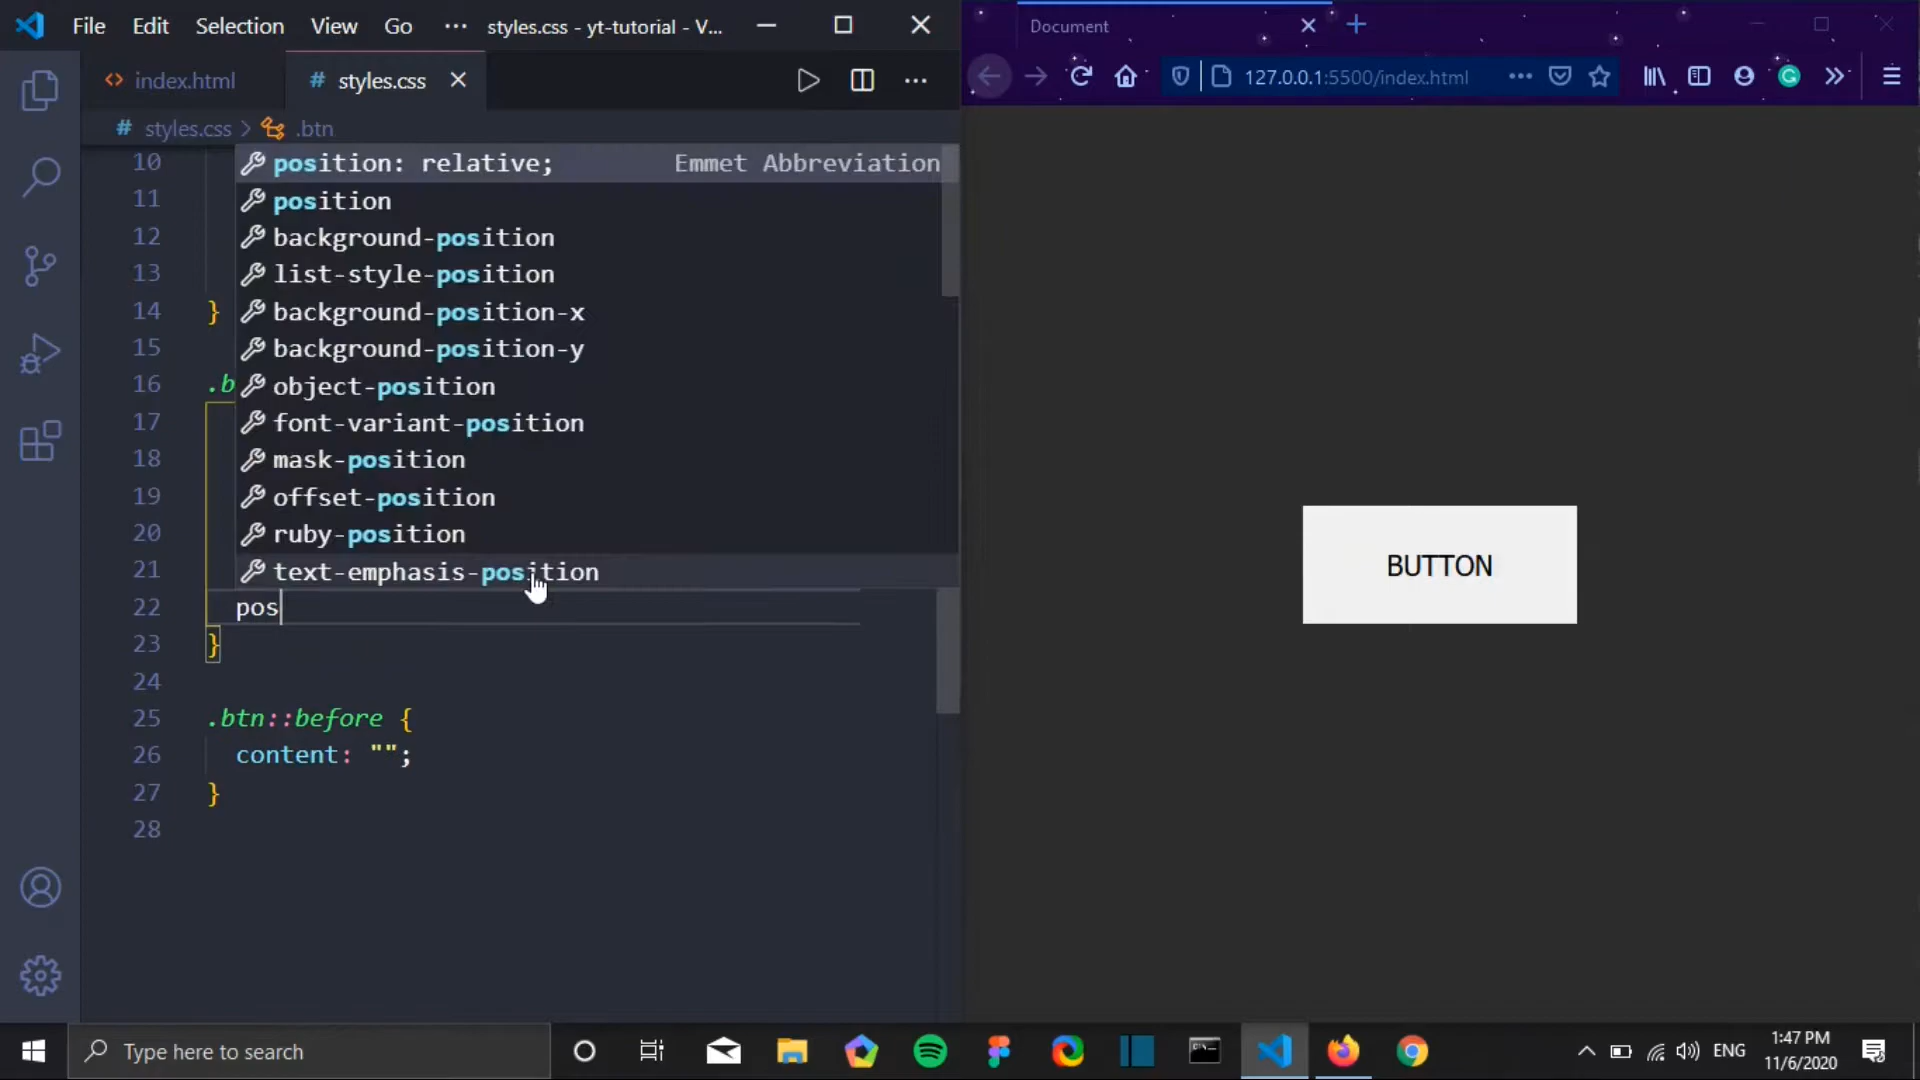 File Edit Selection View Go ··· styles.css - yt-tutorial - V...
Document
index.html
# styles.css
127.0.0.1:5500/index.html
# styles.css > .btn
10
position: relative; Emmet Abbreviation
11
position
12
background-position
13
list-style-position
14 }
background-position-x
15
background-position-y
16 .b
object-position
17
font-variant-position
18
mask-position
19
offset-position
20
ruby-position
21
text-emphasis-position
22 pos
23 }
24
25 .btn::before {
26 content: "";
27 }
28
BUTTON
Type here to search
ENG
1:47 PM
11/6/2020